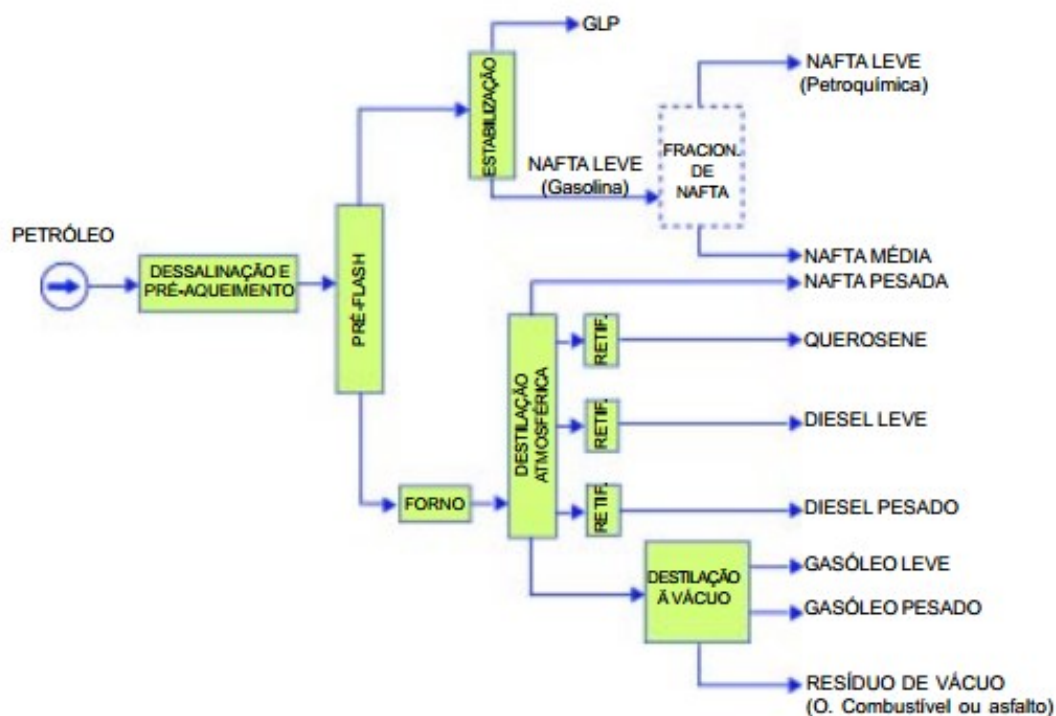 GLP
ESTABILIZAÇÃO
NAFTA LEVE
(Petroquímica)
FRACION.
DE
NAFTA
NAFTA LEVE
(Gasolina)
PETRÓLEO
DESSALINAÇÃO E
PRÉ-AQUEIMENTO
PRÉ-FLASH
NAFTA MÉDIA
NAFTA PESADA
DESTILAÇÃO
ATMOSFÉRICA
RETIF.
QUEROSENE
RETIF.
DIESEL LEVE
FORNO
RETIF.
DIESEL PESADO
DESTILAÇÃO
Ã VÁCUO
GASÓLEO LEVE
GASÓLEO PESADO
RESÍDUO DE VÁCUO
(O. Combustível ou asfalto)